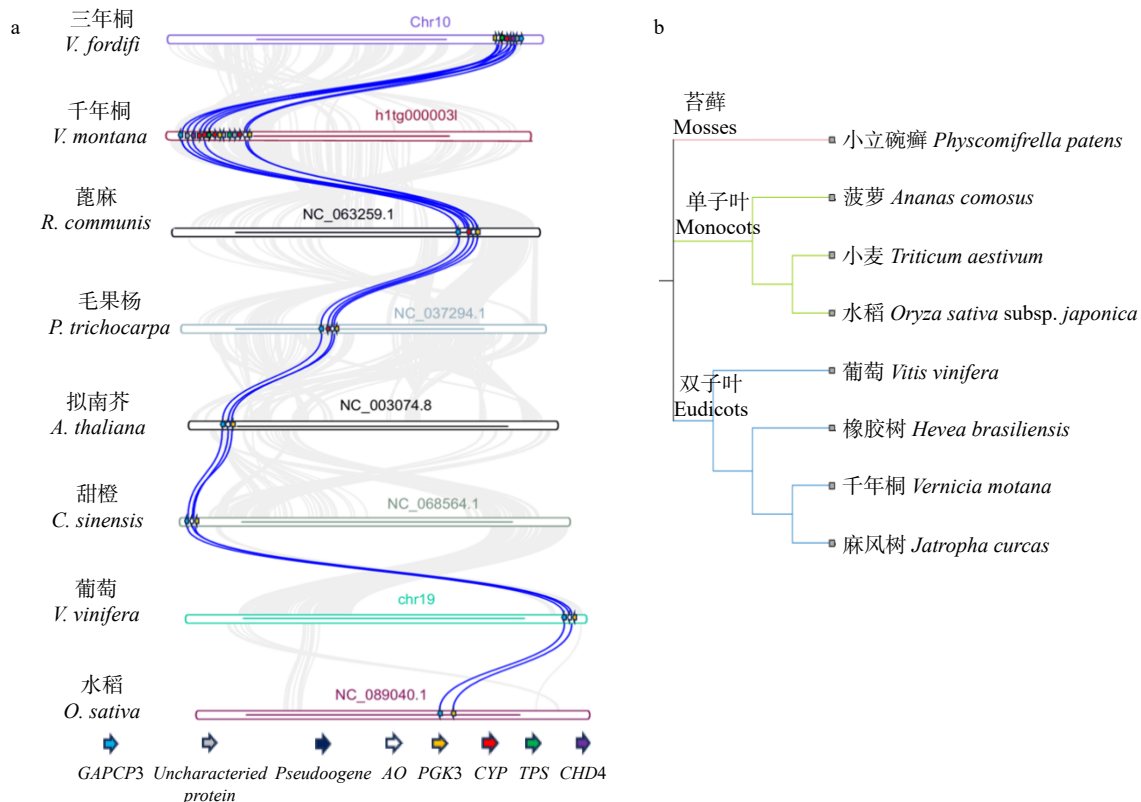 a
三年桐
V. fordifi
Chr10
千年桐
V. montana
h1tg000003l
蓖麻
R. communis
NC_063259.1
毛果杨
P. trichocarpa
NC_037294.1
拟南芥
A. thaliana
NC_003074.8
甜橙
C. sinensis
NC_068564.1
葡萄
V. vinifera
chr19
水稻
O. sativa
NC_089040.1
GAPCP3
Uncharacteried
protein
Pseudoogene
AO
PGK3
CYP
TPS
CHD4
b
苔藓
Mosses
小立碗癣 Physcomifrella patens
单子叶
Monocots
菠萝 Ananas comosus
小麦 Triticum aestivum
水稻 Oryza sativa subsp. japonica
双子叶
Eudicots
葡萄 Vitis vinifera
橡胶树 Hevea brasiliensis
千年桐 Vernicia motana
麻风树 Jatropha curcas